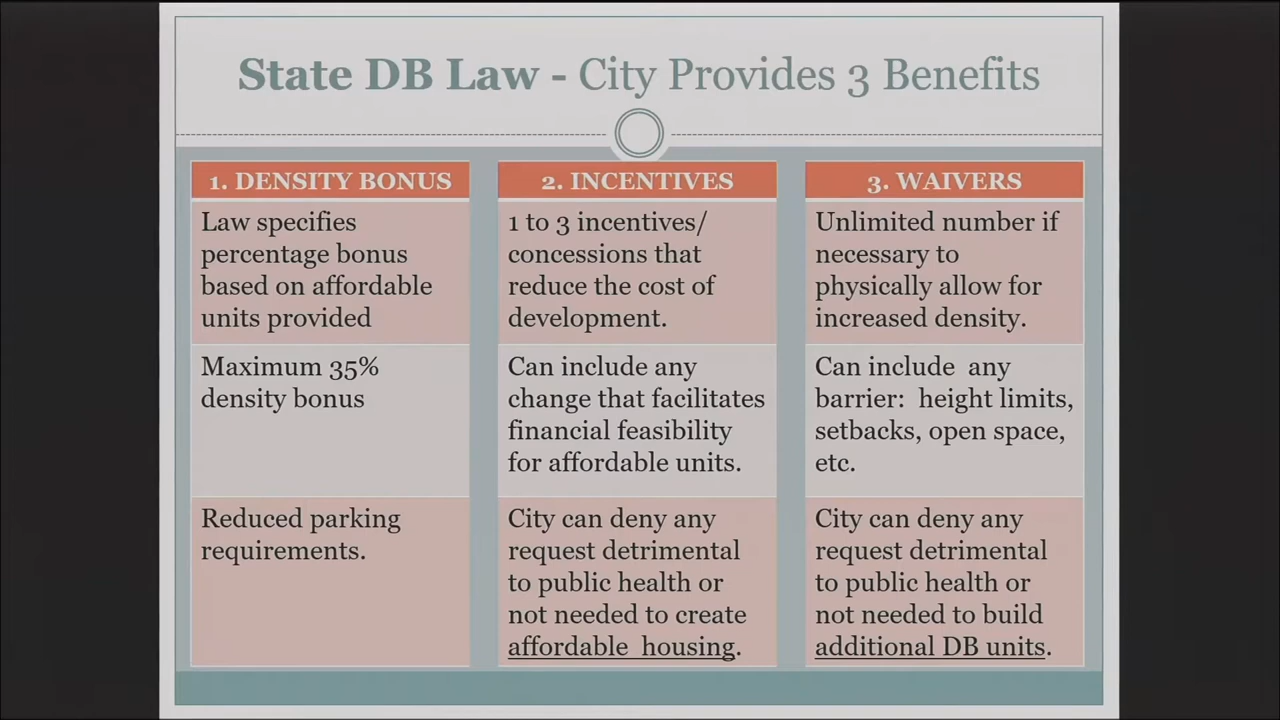 State DB Law - City Provides 3 Benefits
1. DENSITY BONUS
Law specifies
percentage bonus
based on affordable
units provided
Maximum 35%
density bonus
Reduced parking
requirements.
2. INCENTIVES
1 to 3 incentives/
concessions that
reduce the cost of
development.
Can include any
change that facilitates
financial feasibility
for affordable units.
City can deny any
request detrimental
to public health or
not needed to create
affordable housing.
3. WAIVERS
Unlimited number if
necessary to
physically allow for
increased density.
Can include any
barrier: height limits,
setbacks, open space,
etc.
City can deny any
request detrimental
to public health or
not needed to build
additional DB units.